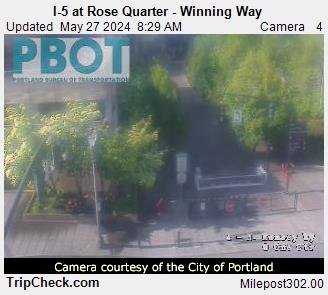 I-5 at Rose Quarter - Winning Way
Updated May 27 2024 8:29 AM Camera 4
PBOT
PORTLAND BUREAU OF TRANSPORTATION
Camera courtesy of the City of Portland
TripCheck.com Milepost302.00